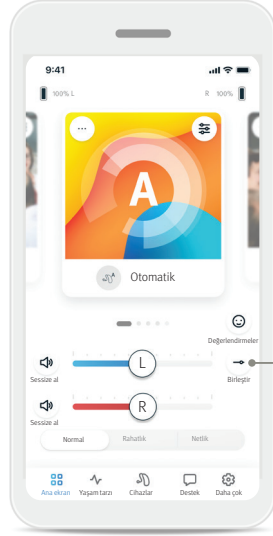 9:41
100% L
R 100%
A
Otomatik
Değerlendirmeler
L
Sessize al
Birleştir
R
Sessize al
Normal Rahatlık Netlik
Ana ekran Yaşam tarzı Cihazlar Destek Daha çok